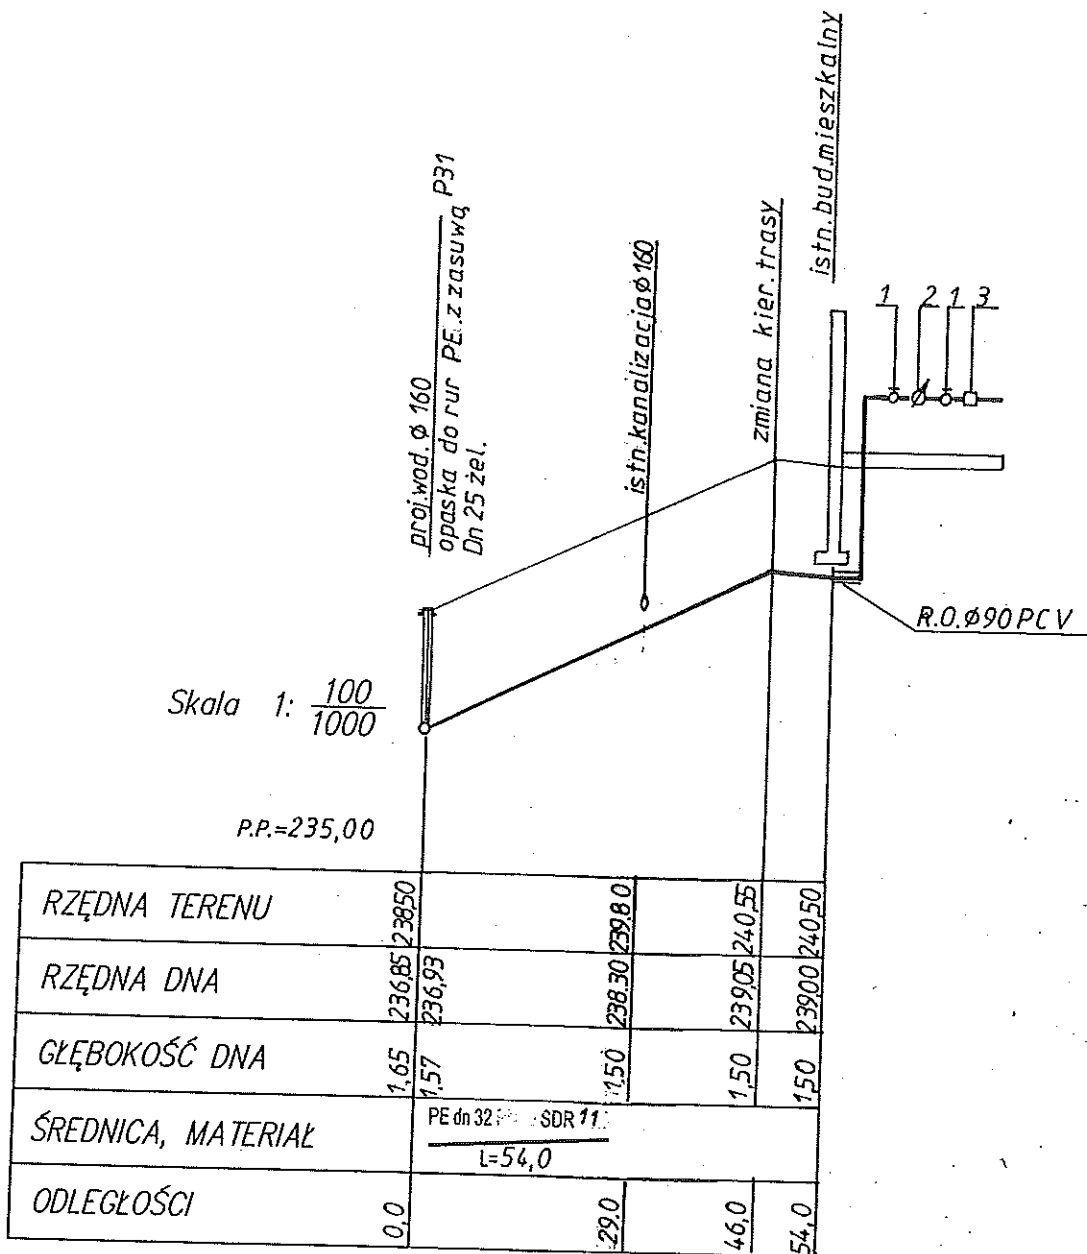 istn.bud.mieszkalny
proj.wod. ø 160
P31
opaska do rur PE. z zasuwą
Dn 25 żel.
istn.kanalizacja ø160
zmiana kier. trasy
1 2 1 3
R.O.ø90 PCV
Skala 1: 100
1000
P.P.=235,00
RZĘDNA TERENU 238,50 239,80 240,55 240,50
RZĘDNA DNA 236,85 236,93 238.30 239,05 239,00
GŁĘBOKOŚĆ DNA 1,65 1,57 1,50 1,50 1,50
ŚREDNICA, MATERIAŁ PE dn 32 SDR 11
L=54,0
ODLEGŁOŚCI 0,0 29.0 46,0 54,0